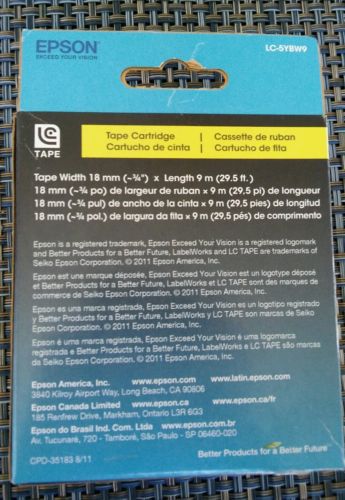 EPSON
EXCEED YOUR VISION
LC-5YBW9
LC
TAPE
Tape Cartridge | Cassette de ruban
Cartucho de cinta | Cartucho de fita
Tape Width 18 mm (~¾") x Length 9 m (29.5 ft.)
18 mm (~¾ po) de largeur de ruban × 9 m (29,5 pi) de longueur
18 mm (~¾ pul) de ancho de la cinta × 9 m (29,5 pies) de longitud
18 mm (~¾ pol.) de largura da fita × 9 m (29,5 pés) de comprimento
Epson is a registered trademark, Epson Exceed Your Vision is a registered logomark
and Better Products for a Better Future, LabelWorks and LC TAPE are trademarks of
Seiko Epson Corporation. © 2011 Epson America, Inc.
Epson est une marque déposée, Epson Exceed Your Vision est un logotype déposé
et Better Products for a Better Future, LabelWorks et LC TAPE sont des marques de
commerce de Seiko Epson Corporation. © 2011 Epson America, Inc.
Epson es una marca registrada, Epson Exceed Your Vision es un logotipo registrado
y Better Products for a Better Future, LabelWorks y LC TAPE son marcas de Seiko
Epson Corporation. © 2011 Epson America, Inc.
Epson é uma marca registrada, Epson Exceed Your Vision é uma logomarca
registrada e Better Products for a Better Future, LabelWorks e LC TAPE são marcas
da Seiko Epson Corporation. © 2011 Epson America, Inc.
Epson America, Inc. www.epson.com www.latin.epson.com
3840 Kilroy Airport Way, Long Beach, CA 90806
Epson Canada Limited www.epson.ca www.epson.ca/fr
185 Renfrew Drive, Markham, Ontario L3R 6G3
Epson do Brasil Ind. Com Ltda. www.epson.com.br
Av. Tucunaré, 720 - Tamboré, São Paulo - SP 06460-020
CPD-35183 8/11
Better Products for a Better Future™